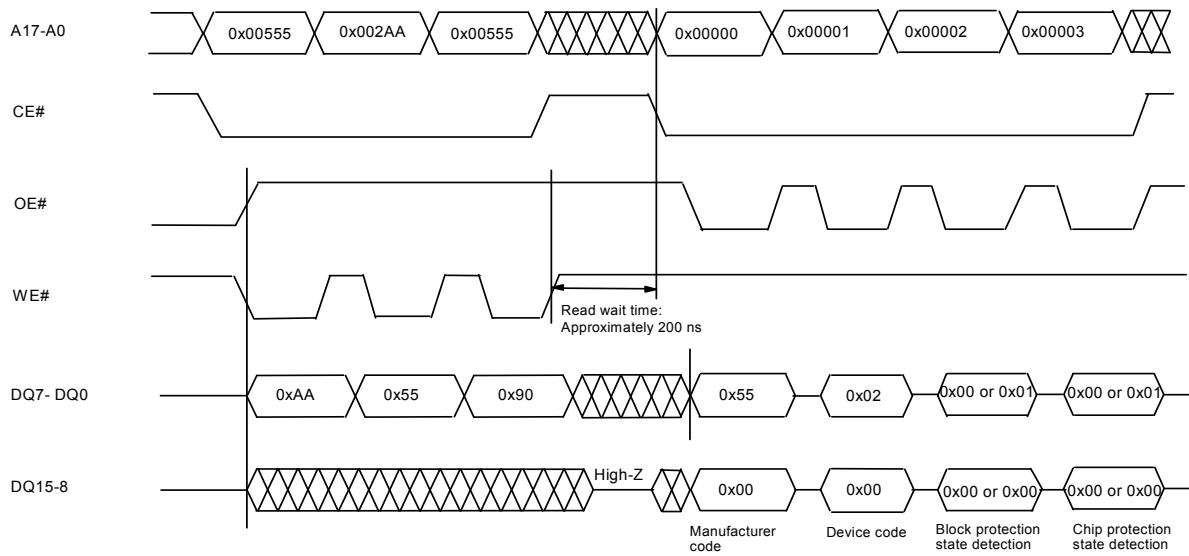 A17-A0 0x00555 0x002AA 0x00555 0x00000 0x00001 0x00002 0x00003
CE#
OE#
WE#
Read wait time:
Approximately 200 ns
DQ7- DQ0 0xAA 0x55 0x90 0x55 0x02 0x00 or 0x01 0x00 or 0x01
DQ15-8 High-Z 0x00 0x00 0x00 or 0x00 0x00 or 0x00
Manufacturer
code
Device code
Block protection
state detection
Chip protection
state detection